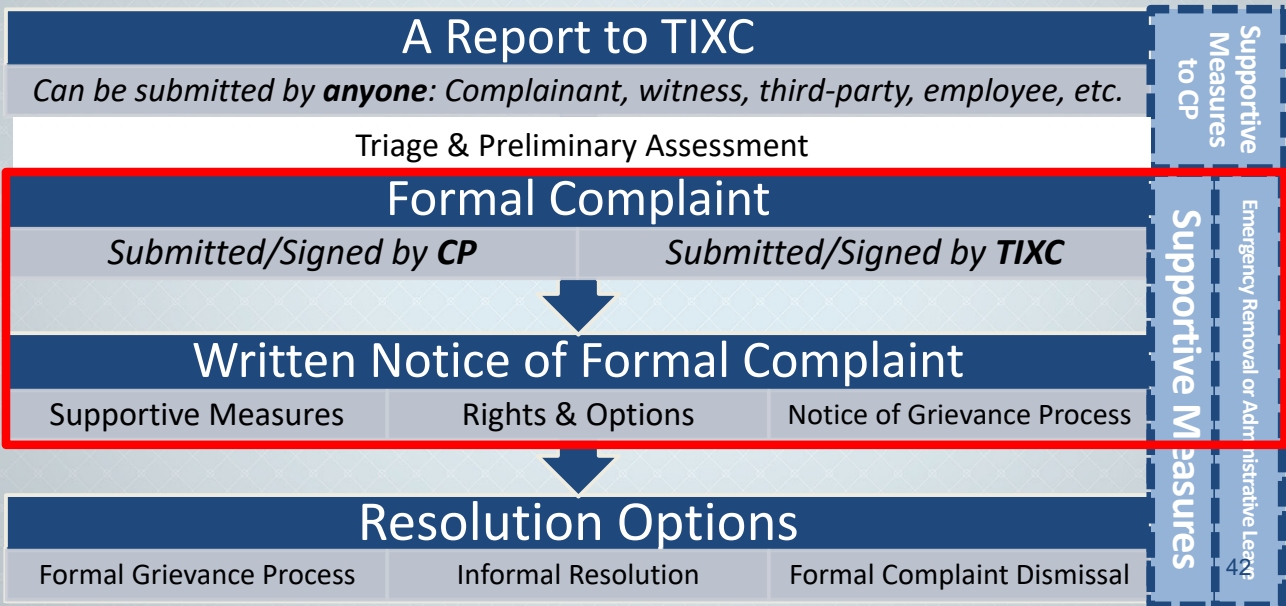 A Report to TIXC
Can be submitted by anyone: Complainant, witness, third-party, employee, etc.
Triage & Preliminary Assessment
Supportive
Measures
to CP
Formal Complaint
Submitted/Signed by CP
Submitted/Signed by TIXC
Written Notice of Formal Complaint
Supportive Measures
Rights & Options
Notice of Grievance Process
Resolution Options
Formal Grievance Process
Informal Resolution
Formal Complaint Dismissal
Supportive Measures
Emergency Removal or Administrative Leave
42